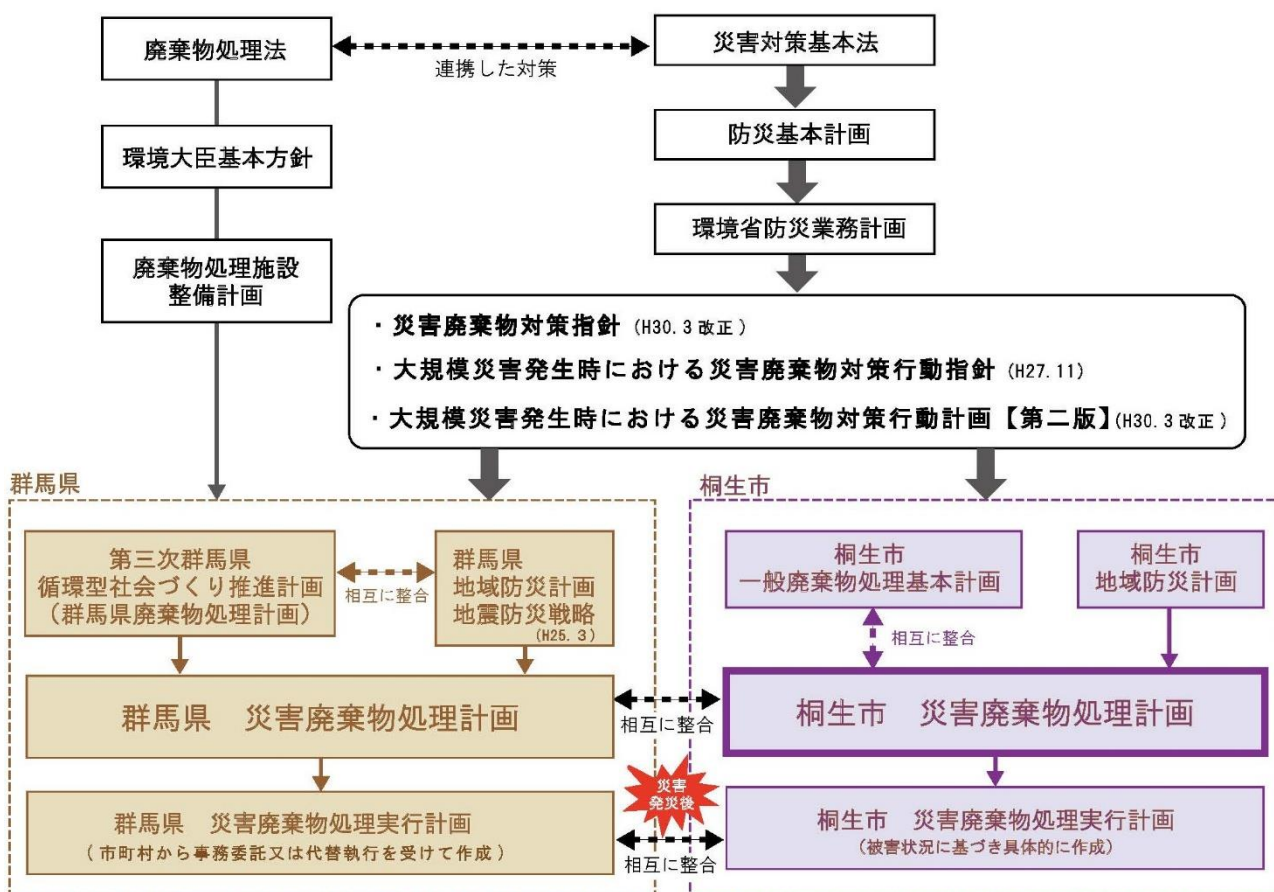 廃棄物処理法
連携した対策
災害対策基本法
環境大臣基本方針
防災基本計画
廃棄物処理施設
整備計画
環境省防災業務計画
・災害廃棄物対策指針(H30.3改正)
・大規模災害発生時における災害廃棄物対策行動指針(H27.11)
・大規模災害発生時における災害廃棄物対策行動計画【第二版】(H30.3改正)
群馬県
第三次群馬県
循環型社会づくり推進計画
(群馬県廃棄物処理計画)
相互に整合
群馬県
地域防災計画
地震防災戦略
(H25.3)
群馬県 災害廃棄物処理計画
群馬県 災害廃棄物処理実行計画
(市町村から事務委託又は代替執行を受けて作成)
相互に整合
災害
発災後
相互に整合
桐生市
桐生市
一般廃棄物処理基本計画
桐生市
地域防災計画
相互に整合
桐生市 災害廃棄物処理計画
桐生市 災害廃棄物処理実行計画
(被害状況に基づき具体的に作成)